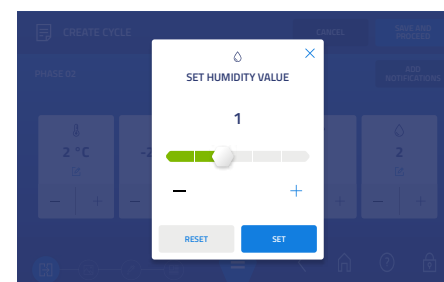 CREATE CYCLE
CANCEL
SAVE AND
PROCEED
PHASE 02
ADD
NOTIFICATIONS
SET HUMIDITY VALUE
1
2 °C
-2
2
RESET
SET